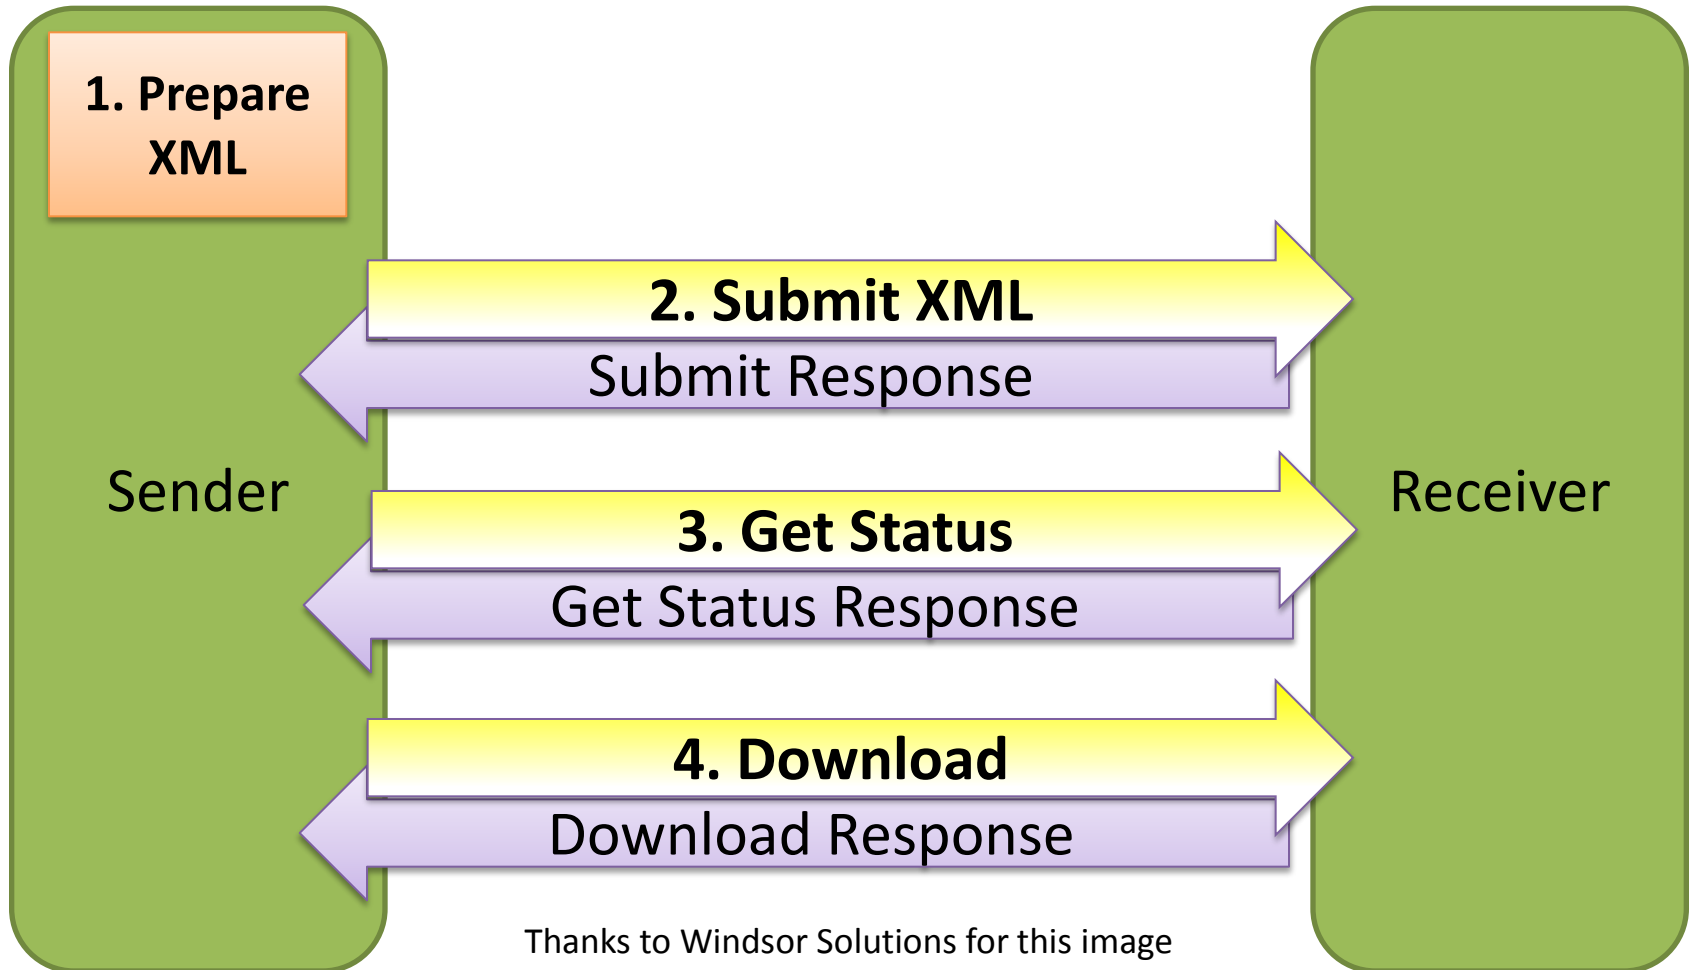 1. Prepare
XML
2. Submit XML
Submit Response
Sender
Receiver
3. Get Status
Get Status Response
4. Download
Download Response
Thanks to Windsor Solutions for this image